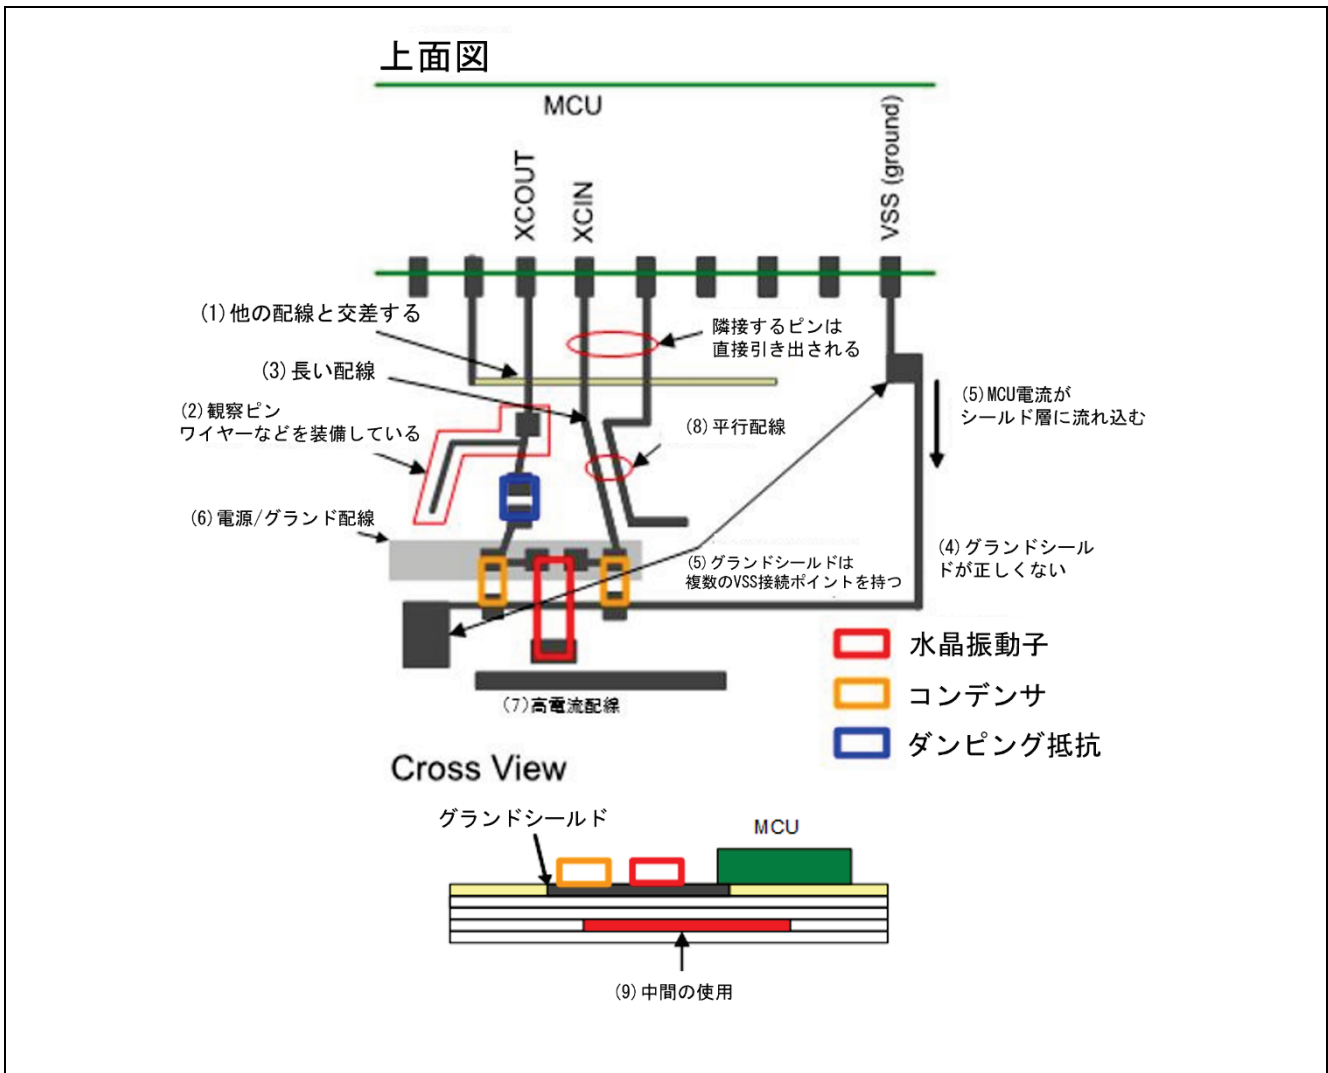 上面図
MCU
XCOUT
XCIN
VSS (ground)
(1)他の配線と交差する
隣接するピンは
直接引き出される
(3)長い配線
(2)観察ピン
ワイヤーなどを装備している
(8)平行配線
(5)MCU電流が
シールド層に流れ込む
(6)電源/グランド配線
(5)グランドシールドは
複数のVSS接続ポイントを持つ
(4)グランドシール
ドが正しくない
水晶振動子
コンデンサ
ダンピング抵抗
(7)高電流配線
Cross View
グランドシールド
MCU
(9)中間の使用